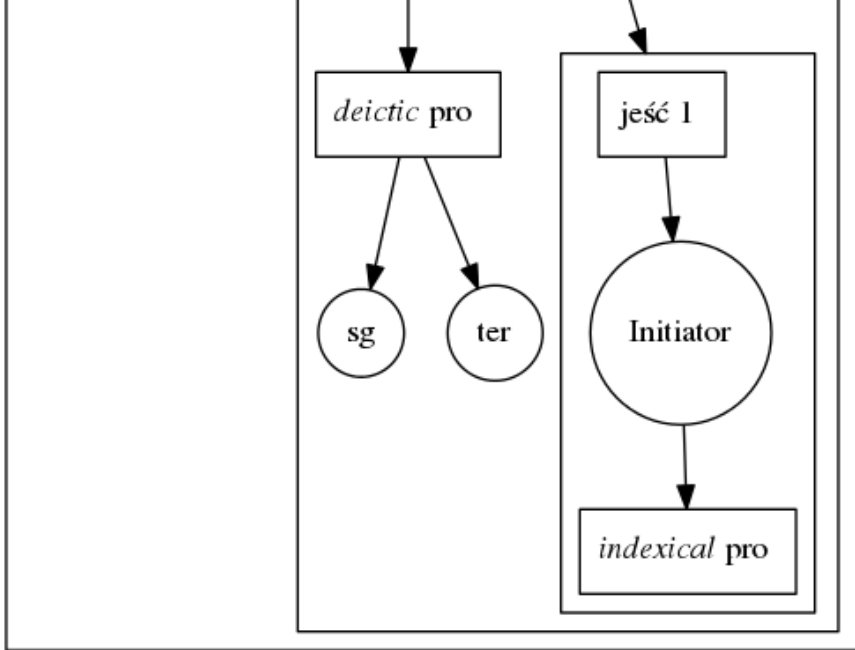 deictic pro
jeść 1
sg
ter
Initiator
indexical pro